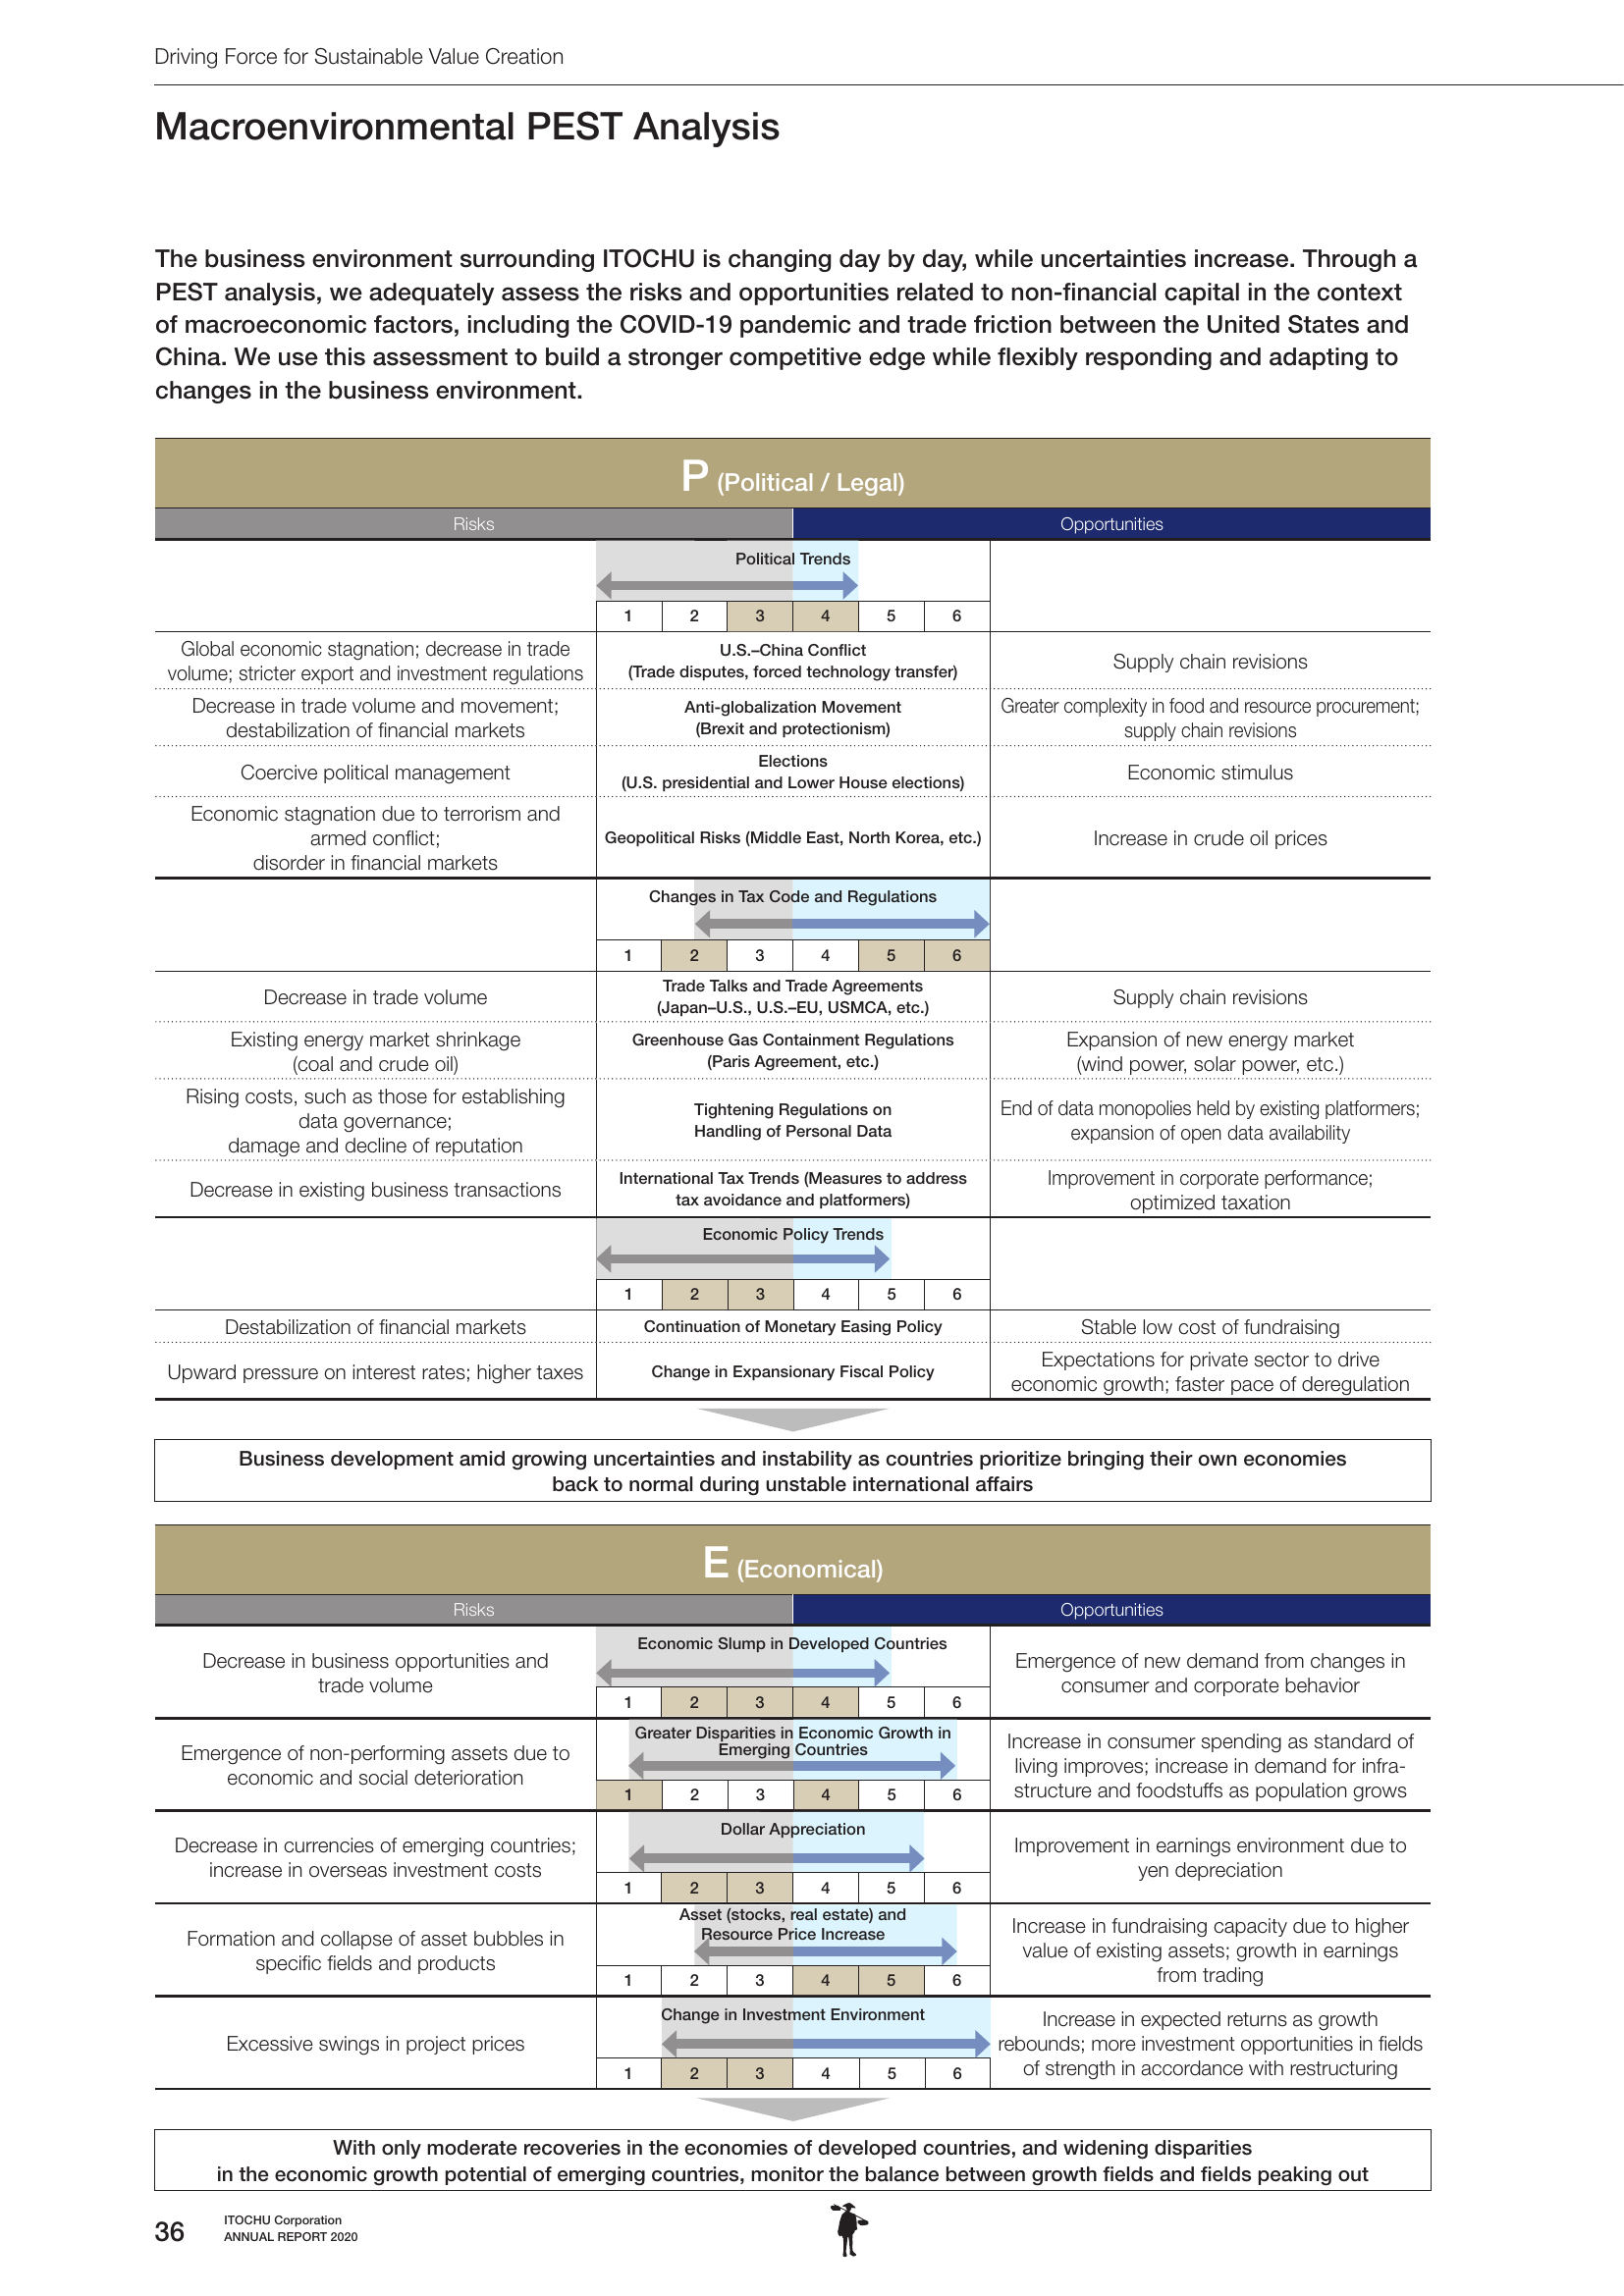 Driving Force for Sustainable Value Creation
Macroenvironmental PEST Analysis
The business environment surrounding ITOCHU is changing day by day, while uncertainties increase. Through a
PEST analysis, we adequately assess the risks and opportunities related to non-financial capital in the context
of macroeconomic factors, including the COVID-19 pandemic and trade friction between the United States and
China. We use this assessment to build a stronger competitive edge while flexibly responding and adapting to
changes in the business environment.
P (Political / Legal)
Risks
Opportunities
Political Trends
1 2 3 4 5 6
Global economic stagnation; decrease in trade
volume; stricter export and investment regulations
U.S.–China Conflict
(Trade disputes, forced technology transfer)
Supply chain revisions
Decrease in trade volume and movement;
destabilization of financial markets
Anti-globalization Movement
(Brexit and protectionism)
Greater complexity in food and resource procurement;
supply chain revisions
Coercive political management
Elections
(U.S. presidential and Lower House elections)
Economic stimulus
Economic stagnation due to terrorism and
armed conflict;
disorder in financial markets
Geopolitical Risks (Middle East, North Korea, etc.)
Increase in crude oil prices
Changes in Tax Code and Regulations
1 2 3 4 5 6
Decrease in trade volume
Trade Talks and Trade Agreements
(Japan–U.S., U.S.–EU, USMCA, etc.)
Supply chain revisions
Existing energy market shrinkage
(coal and crude oil)
Greenhouse Gas Containment Regulations
(Paris Agreement, etc.)
Expansion of new energy market
(wind power, solar power, etc.)
Rising costs, such as those for establishing
data governance;
damage and decline of reputation
Tightening Regulations on
Handling of Personal Data
End of data monopolies held by existing platformers;
expansion of open data availability
Decrease in existing business transactions
International Tax Trends (Measures to address
tax avoidance and platformers)
Improvement in corporate performance;
optimized taxation
Economic Policy Trends
1 2 3 4 5 6
Destabilization of financial markets
Continuation of Monetary Easing Policy
Stable low cost of fundraising
Upward pressure on interest rates; higher taxes
Change in Expansionary Fiscal Policy
Expectations for private sector to drive
economic growth; faster pace of deregulation
Business development amid growing uncertainties and instability as countries prioritize bringing their own economies
back to normal during unstable international affairs
E (Economical)
Risks
Opportunities
Decrease in business opportunities and
trade volume
Economic Slump in Developed Countries
1 2 3 4 5 6
Emergence of new demand from changes in
consumer and corporate behavior
Emergence of non-performing assets due to
economic and social deterioration
Greater Disparities in Economic Growth in
Emerging Countries
1 2 3 4 5 6
Increase in consumer spending as standard of
living improves; increase in demand for infra-
structure and foodstuffs as population grows
Decrease in currencies of emerging countries;
increase in overseas investment costs
Dollar Appreciation
1 2 3 4 5 6
Improvement in earnings environment due to
yen depreciation
Formation and collapse of asset bubbles in
specific fields and products
Asset (stocks, real estate) and
Resource Price Increase
1 2 3 4 5 6
Increase in fundraising capacity due to higher
value of existing assets; growth in earnings
from trading
Excessive swings in project prices
Change in Investment Environment
1 2 3 4 5 6
Increase in expected returns as growth
rebounds; more investment opportunities in fields
of strength in accordance with restructuring
With only moderate recoveries in the economies of developed countries, and widening disparities
in the economic growth potential of emerging countries, monitor the balance between growth fields and fields peaking out
36
ITOCHU Corporation
ANNUAL REPORT 2020